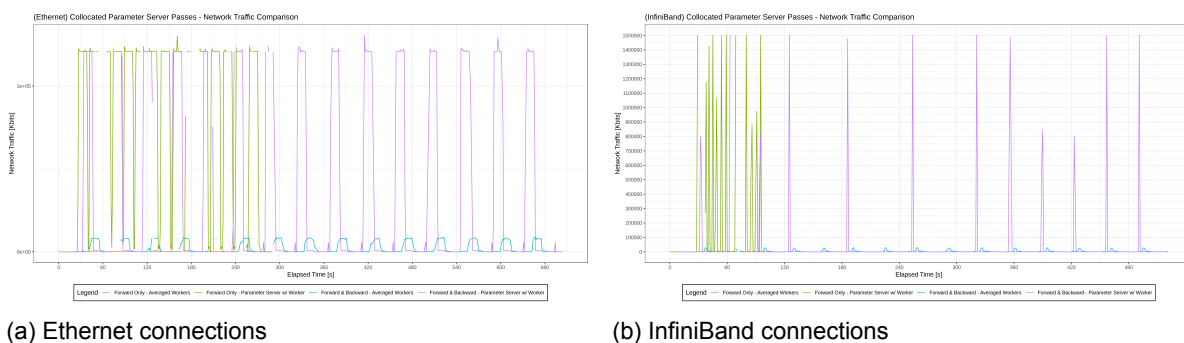 (Ethernet) Collocated Parameter Server Passes - Network Traffic Comparison
Network Traffic [Kbits]
1e+05
0e+00
0 60 120 180 240 300 360 420 480 540 600 660
Elapsed Time [s]
Legend Forward Only - Averaged Workers Forward Only - Parameter Server w/ Worker Forward & Backward - Averaged Workers Forward & Backward - Parameter Server w/ Worker
(a) Ethernet connections
(InfiniBand) Collocated Parameter Server Passes - Network Traffic Comparison
Network Traffic [Kbits]
1500000
1400000
1300000
1200000
1100000
1000000
900000
800000
700000
600000
500000
400000
300000
200000
100000
0
0 60 120 180 240 300 360 420 480
Elapsed Time [s]
Legend Forward Only - Averaged Workers Forward Only - Parameter Server w/ Worker Forward & Backward - Averaged Workers Forward & Backward - Parameter Server w/ Worker
(b) InfiniBand connections